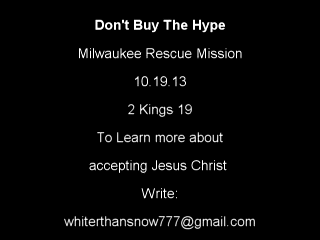 Don't Buy The Hype
Milwaukee Rescue Mission
10.19.13
2 Kings 19
To Learn more about
accepting Jesus Christ
Write:
whiterthansnow777@gmail.com